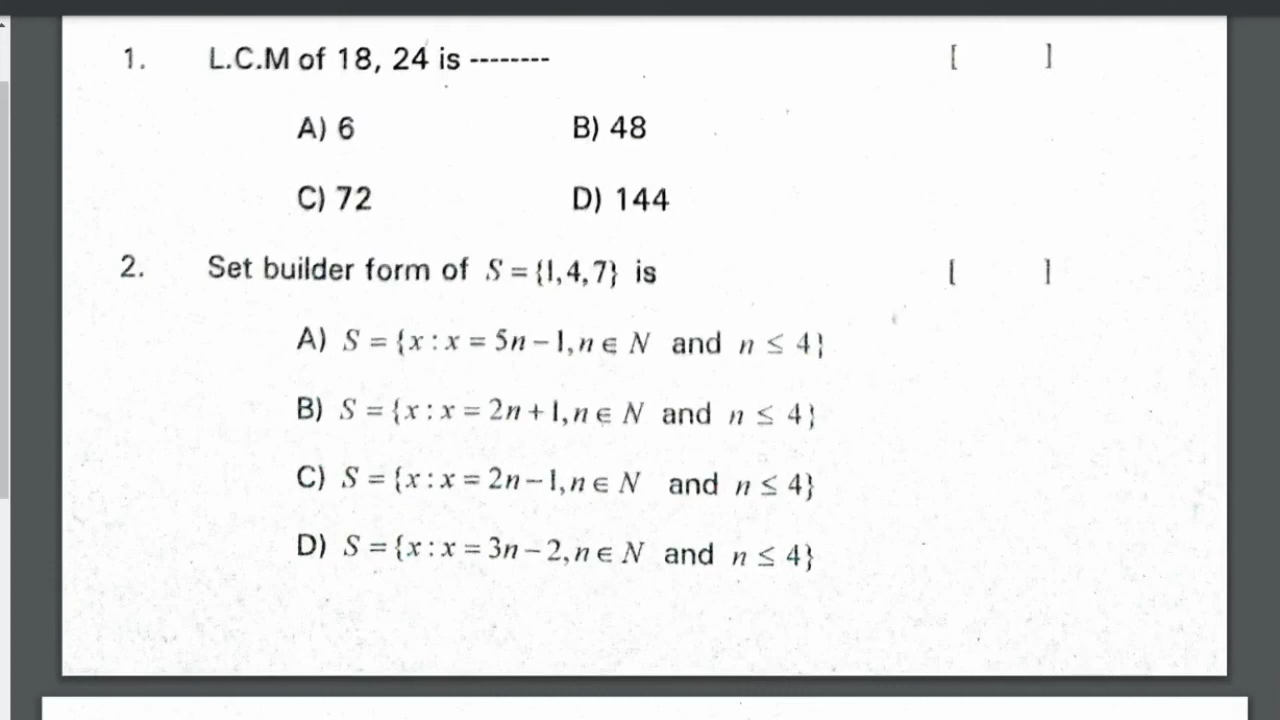 1. L.C.M of 18, 24 is -------- [ ]
A) 6 B) 48
C) 72 D) 144
2. Set builder form of S = {1, 4, 7} is [ ]
A) S = {x : x = 5n − 1, n ∈ N and n ≤ 4}
B) S = {x : x = 2n + 1, n ∈ N and n ≤ 4}
C) S = {x : x = 2n − 1, n ∈ N and n ≤ 4}
D) S = {x : x = 3n − 2, n ∈ N and n ≤ 4}